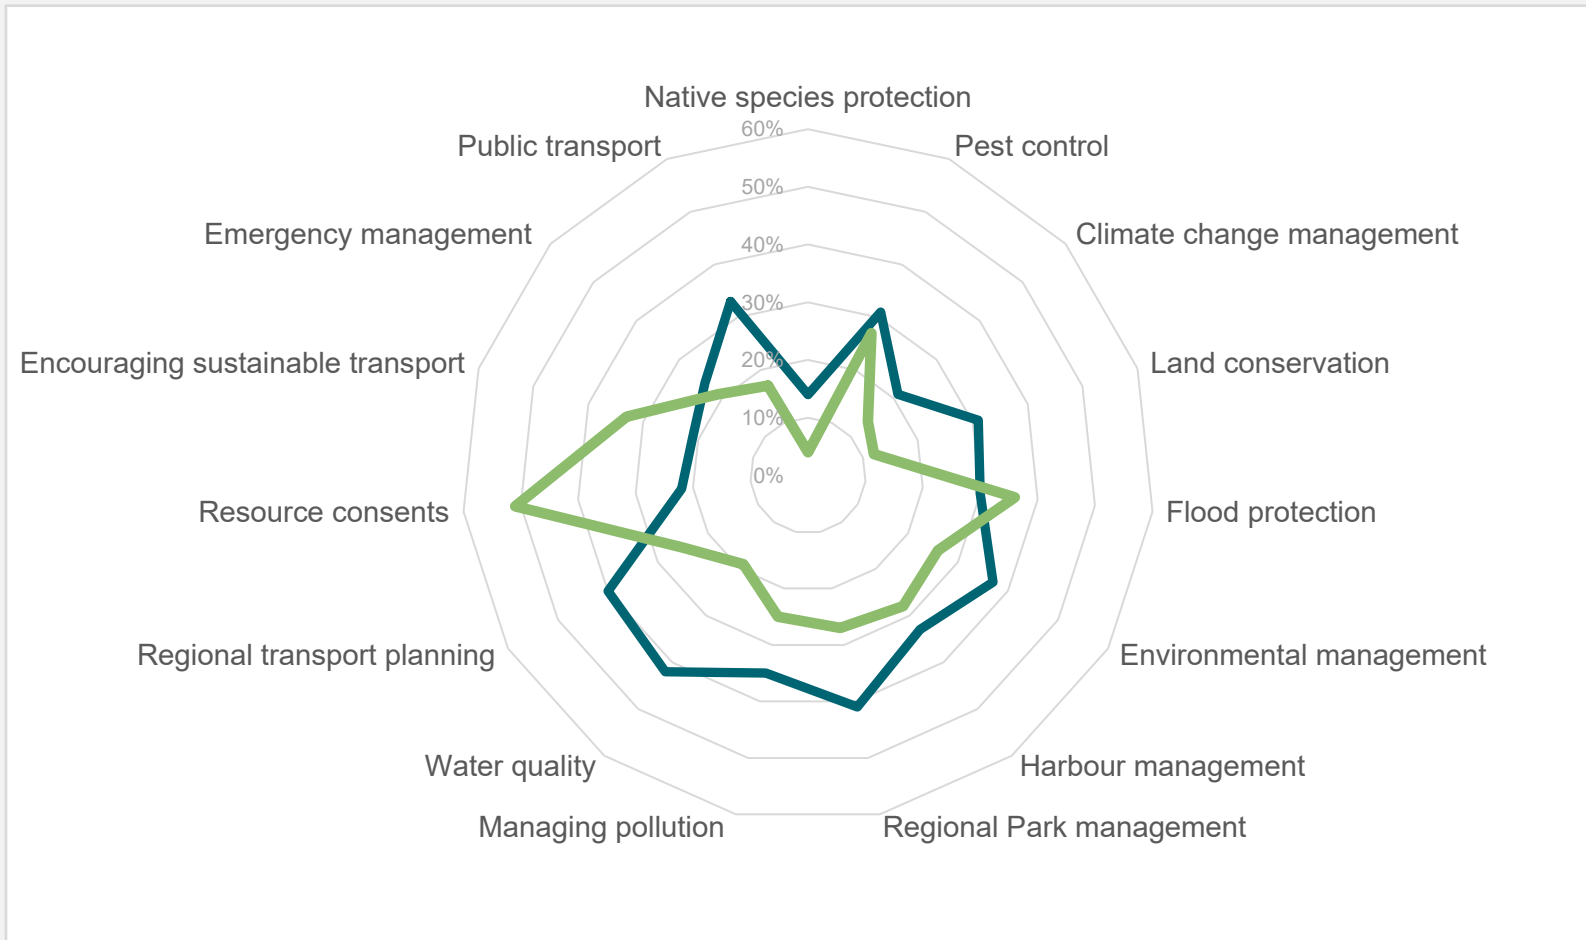 Native species protection
60%
Public transport
Pest control
50%
Emergency management
40%
Climate change management
30%
Encouraging sustainable transport
20%
Land conservation
10%
0%
Resource consents
Flood protection
Regional transport planning
Environmental management
Water quality
Harbour management
Managing pollution
Regional Park management